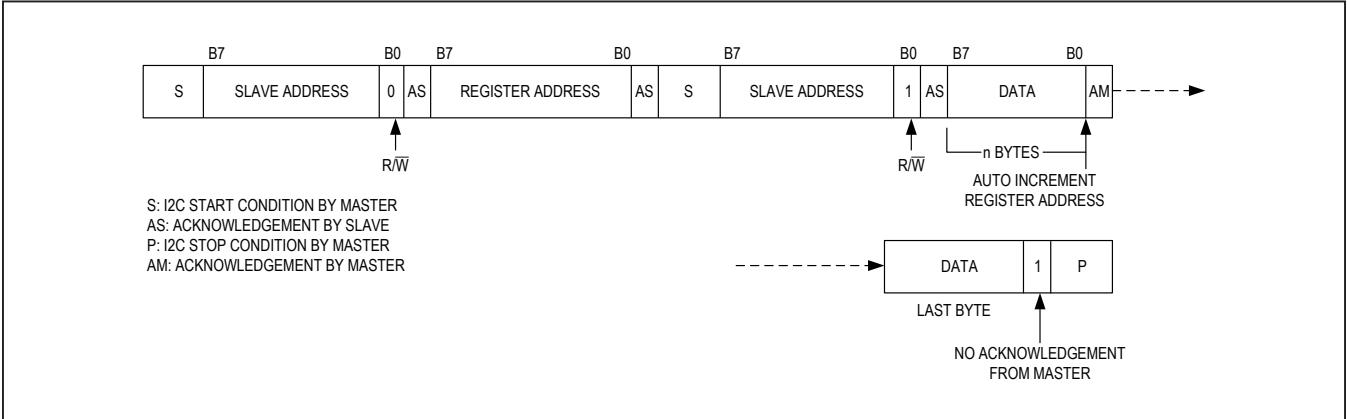 B7 B0 B7 B0 B7 B0 B7 B0
S SLAVE ADDRESS 0 AS REGISTER ADDRESS AS S SLAVE ADDRESS 1 AS DATA AM
R/W̅ R/W̅
n BYTES
AUTO INCREMENT
REGISTER ADDRESS
S: I2C START CONDITION BY MASTER
AS: ACKNOWLEDGEMENT BY SLAVE
P: I2C STOP CONDITION BY MASTER
AM: ACKNOWLEDGEMENT BY MASTER
DATA 1 P
LAST BYTE
NO ACKNOWLEDGEMENT
FROM MASTER